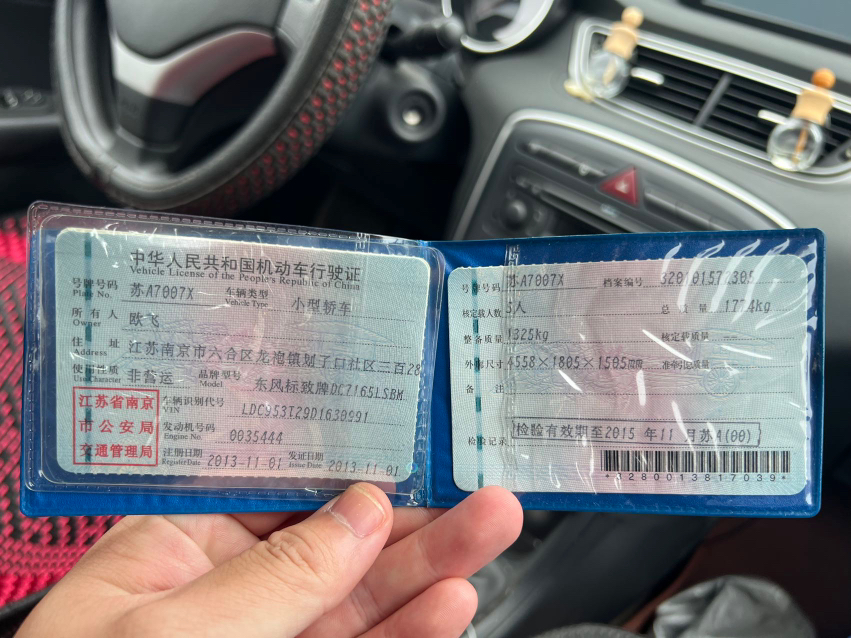 中华人民共和国机动车行驶证
Vehicle License of the People's Republic of China
号牌号码 苏A7007X 车辆类型 小型轿车
Plate No. Vehicle Type
所有人 欧飞
Owner
住址 江苏南京市六合区龙袍镇划子口社区三百28
Address
使用性质 非营运 品牌型号 东风标致牌DC7165LSBM
Use Character Model
江苏省南京
市公安局
交通管理局
车辆识别代号 LDC953T29D1630991
VIN
发动机号码 0035444
Engine No.
注册日期 2013-11-01 发证日期 2013-11-01
Register Date Issue Date
号牌号码 苏A7007X 档案编号 320101572305
核定载人数 5人 总质量 1774kg
整备质量 1325kg 核定载质量
外廓尺寸 4558×1805×1505mm 准牵引总质量
备注
检验记录 检验有效期至2015年11月苏A(00)
*3280013817039*